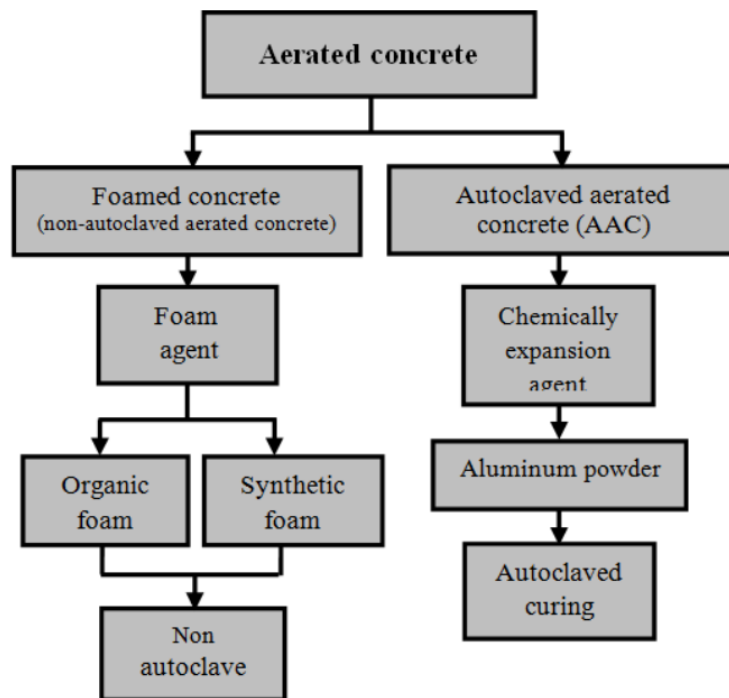 Aerated concrete
Foamed concrete
(non-autoclaved aerated concrete)
Autoclaved aerated
concrete (AAC)
Foam
agent
Chemically
expansion
agent
Organic
foam
Synthetic
foam
Aluminum powder
Non
autoclave
Autoclaved
curing